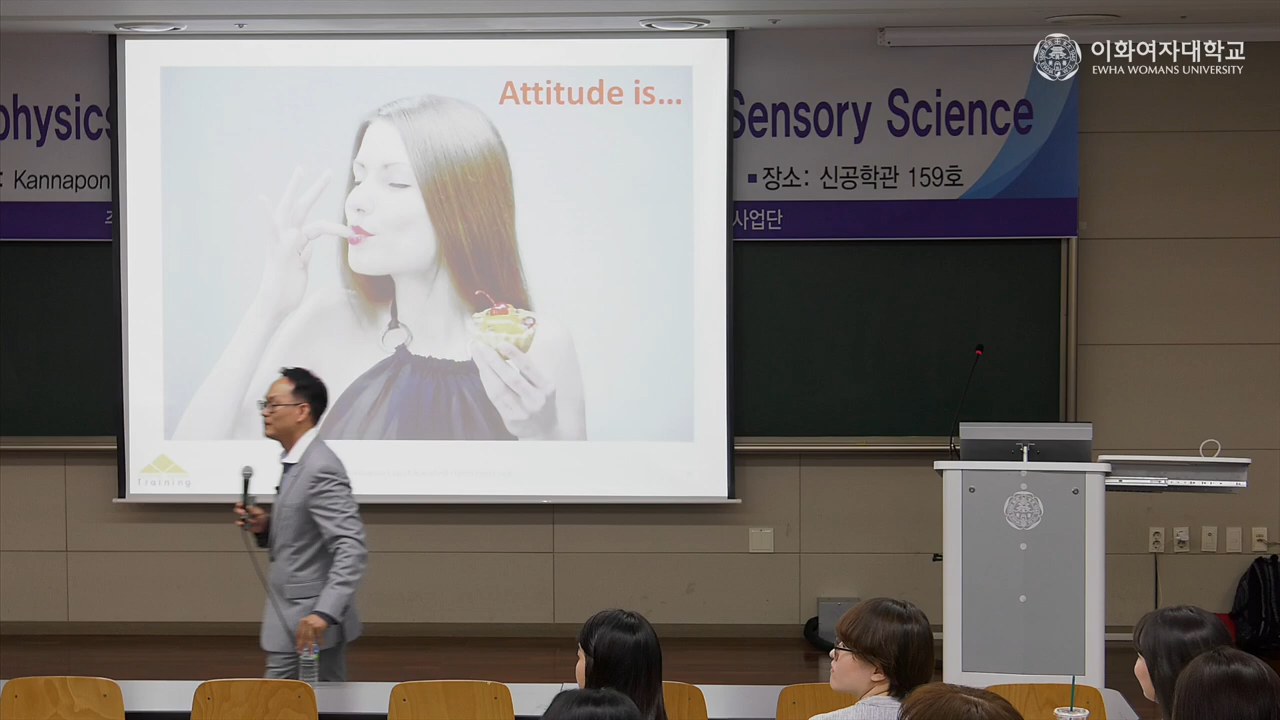 이화여자대학교
EWHA WOMANS UNIVERSITY
Attitude is...
physics
Sensory Science
: Kannapon
■장소: 신공학관 159호
사업단
Training